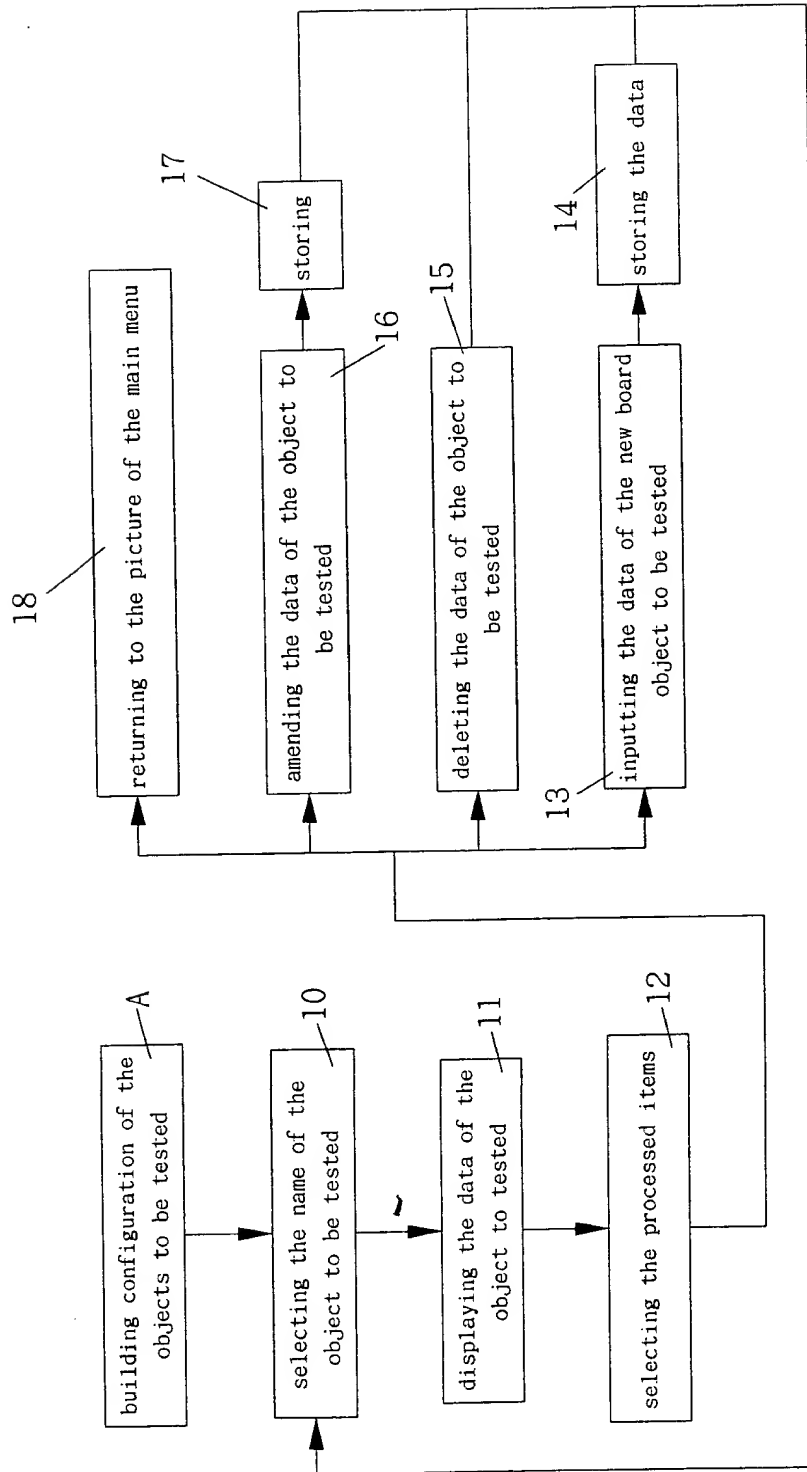 building configuration of the
objects to be tested
A
selecting the name of the
object to be tested
10
displaying the data of the
object to tested
11
selecting the processed items
12
18
returning to the picture of the main menu
amending the data of the object to
be tested
16
storing
17
deleting the data of the object to
be tested
15
inputting the data of the new board
object to be tested
13
storing the data
14